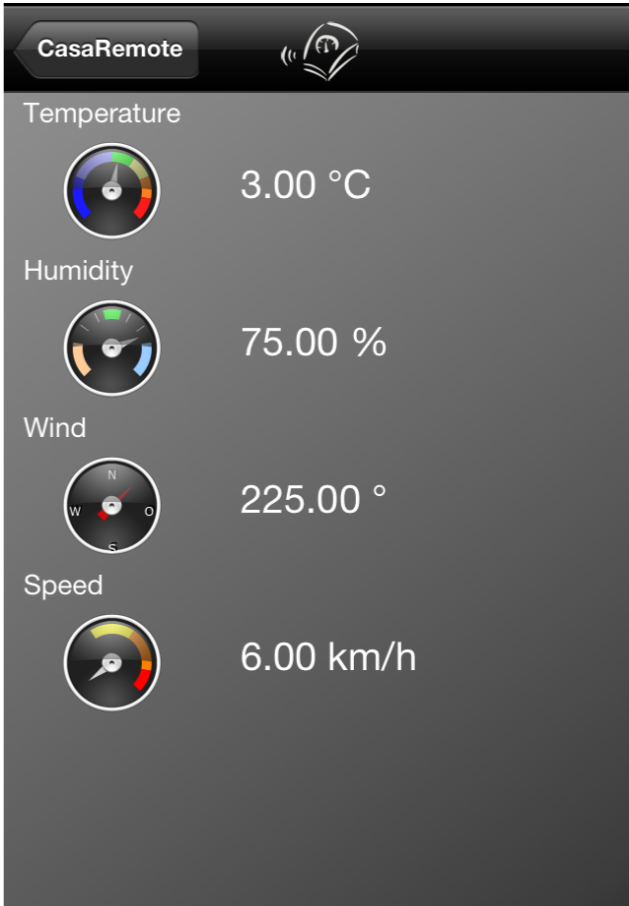 CasaRemote
Temperature
3.00 °C
Humidity
75.00 %
Wind
N
W O
S
225.00 °
Speed
6.00 km/h